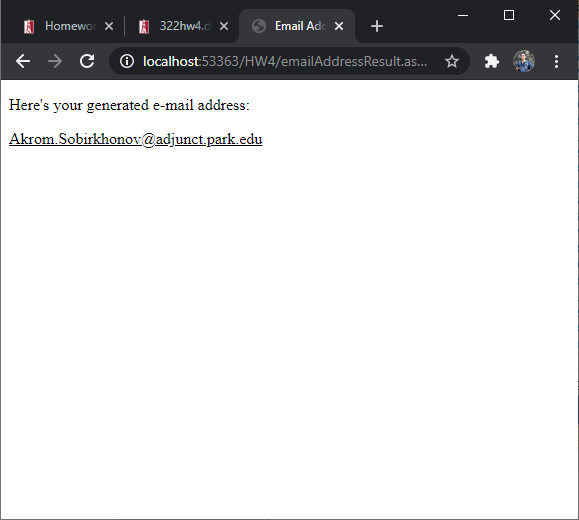 Homewor
322hw4.d
Email Add
localhost:53363/HW4/emailAddressResult.as...
Here's your generated e-mail address:
Akrom.Sobirkhonov@adjunct.park.edu